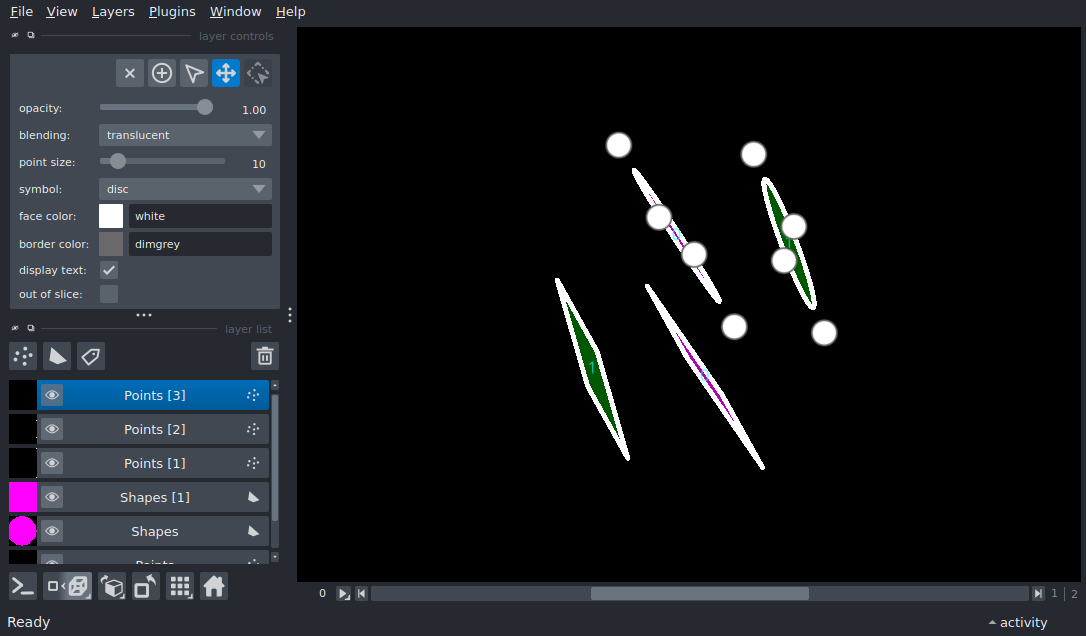 File View Layers Plugins Window Help
layer controls
opacity: 1.00
blending: translucent
point size: 10
symbol: disc
face color: white
border color: dimgrey
display text:
out of slice:
layer list
Points [3]
Points [2]
Points [1]
Shapes [1]
Shapes
Points
1
0 1 2
Ready activity